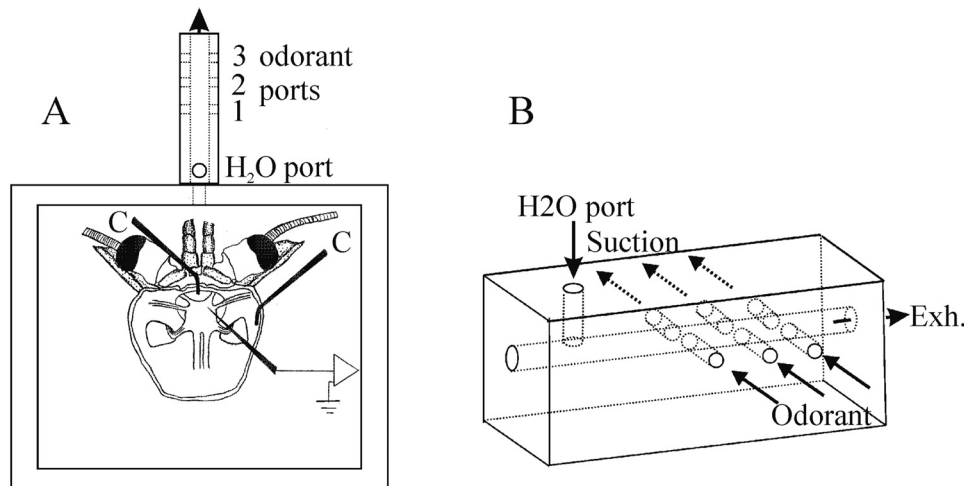 A
3 odorant
2 ports
1
H₂O port
C
C
B
H2O port
Suction
Exh.
Odorant